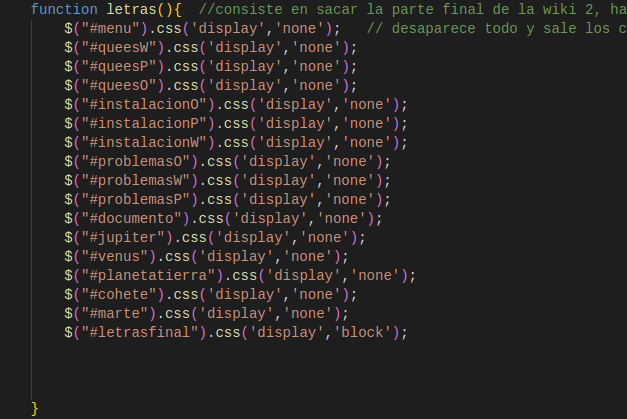 function letras(){  //consiste en sacar la parte final de la wiki 2, ha
$("#menu").css('display','none');   // desaparece todo y sale los c
$("#queesW").css('display','none');
$("#queesP").css('display','none');
$("#queesO").css('display','none');
$("#instalacionO").css('display','none');
$("#instalacionP").css('display','none');
$("#instalacionW").css('display','none');
$("#problemasO").css('display','none');
$("#problemasW").css('display','none');
$("#problemasP").css('display','none');
$("#documento").css('display','none');
$("#jupiter").css('display','none');
$("#venus").css('display','none');
$("#planetatierra").css('display','none');
$("#cohete").css('display','none');
$("#marte").css('display','none');
$("#letrasfinal").css('display','block');
}